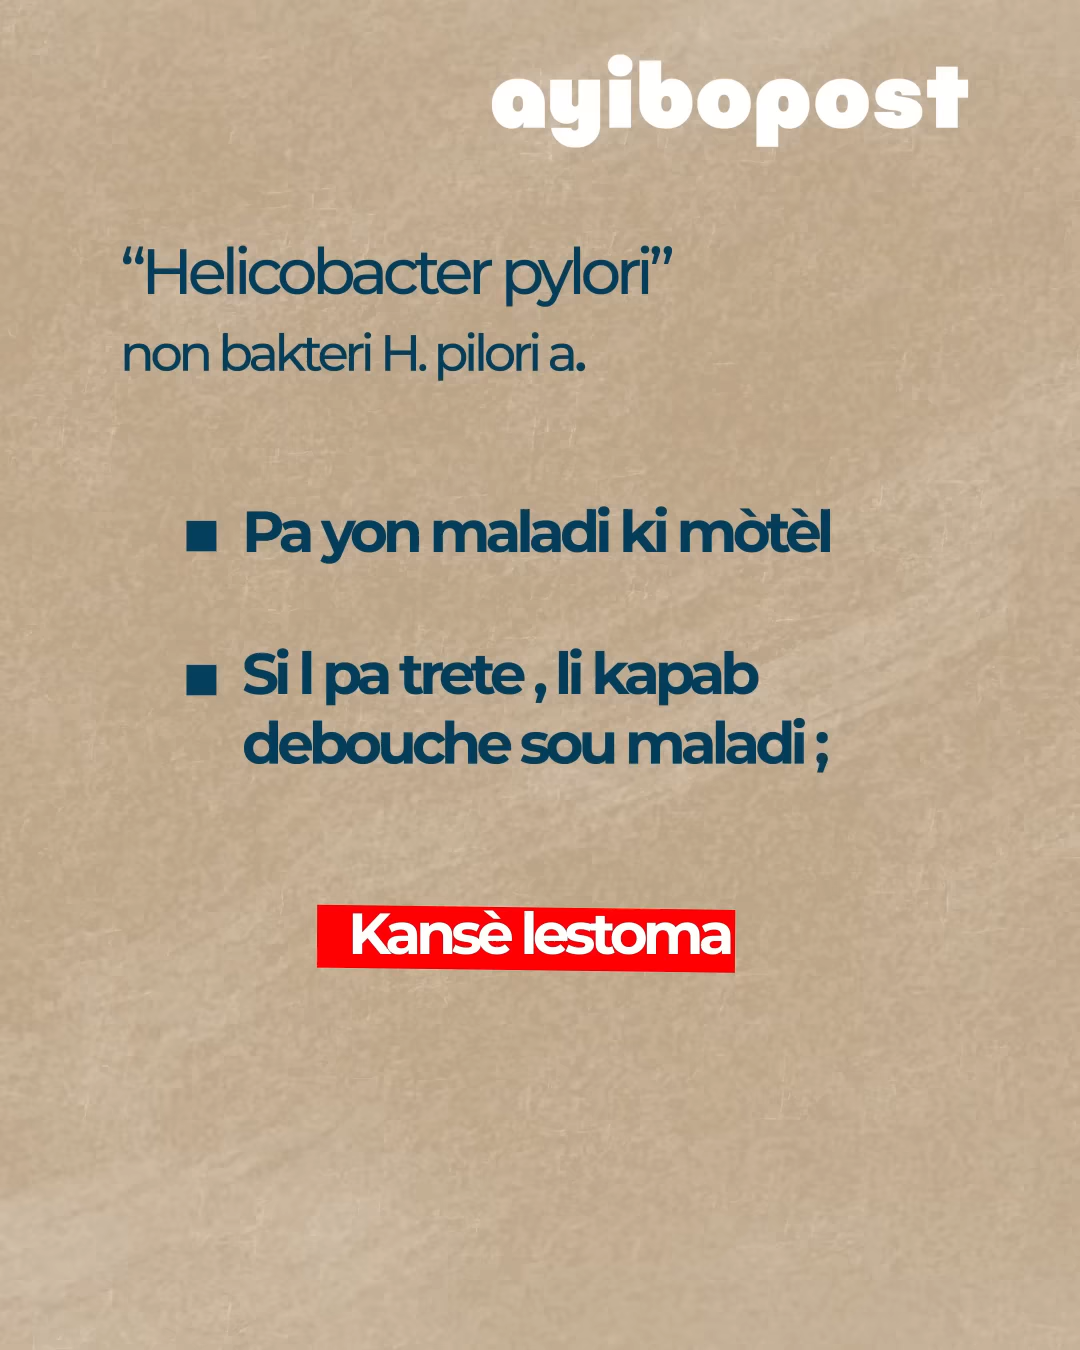 ayibopost
“Helicobacter pylori”
non bakteri H. pilori a.
■ Pa yon maladi ki mòtèl
■ Si l pa trete , li kapab
debouche sou maladi ;
Kansè lestoma